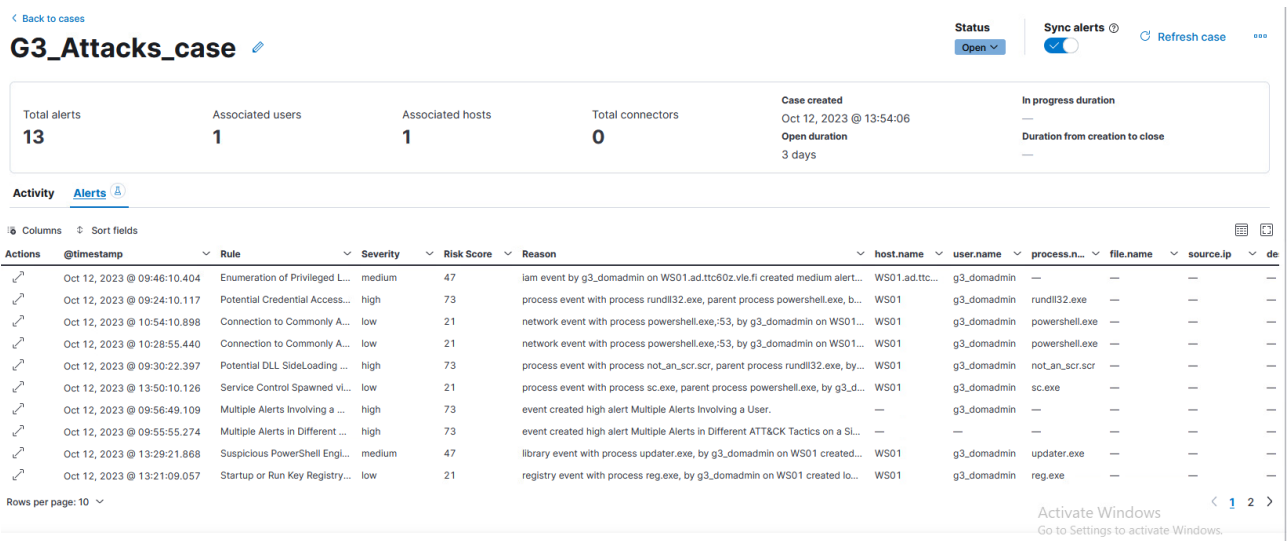 Back to cases
G3_Attacks_case
Status
Open
Sync alerts
Refresh case
Total alerts
13
Associated users
1
Associated hosts
1
Total connectors
0
Case created
Oct 12, 2023 @ 13:54:06
Open duration
3 days
In progress duration
—
Duration from creation to close
—
Activity Alerts
Columns Sort fields
Actions @timestamp Rule Severity Risk Score Reason host.name user.name process.n... file.name source.ip de
Oct 12, 2023 @ 09:46:10.404 Enumeration of Privileged L... medium 47 iam event by g3_domadmin on WS01.ad.ttc60z.vle.fi created medium alert... WS01.ad.ttc... g3_domadmin — — — —
Oct 12, 2023 @ 09:24:10.117 Potential Credential Access... high 73 process event with process rundll32.exe, parent process powershell.exe, b... WS01 g3_domadmin rundll32.exe — — —
Oct 12, 2023 @ 10:54:10.898 Connection to Commonly A... low 21 network event with process powershell.exe,:53, by g3_domadmin on WS01... WS01 g3_domadmin powershell.exe — — —
Oct 12, 2023 @ 10:28:55.440 Connection to Commonly A... low 21 network event with process powershell.exe,:53, by g3_domadmin on WS01... WS01 g3_domadmin powershell.exe — — —
Oct 12, 2023 @ 09:30:22.397 Potential DLL SideLoading ... high 73 process event with process not_an_scr.scr, parent process rundll32.exe, by... WS01 g3_domadmin not_an_scr.scr — — —
Oct 12, 2023 @ 13:50:10.126 Service Control Spawned vi... low 21 process event with process sc.exe, parent process powershell.exe, by g3_d... WS01 g3_domadmin sc.exe — — —
Oct 12, 2023 @ 09:56:49.109 Multiple Alerts Involving a ... high 73 event created high alert Multiple Alerts Involving a User. — g3_domadmin — — — —
Oct 12, 2023 @ 09:55:55.274 Multiple Alerts in Different ... high 73 event created high alert Multiple Alerts in Different ATT&CK Tactics on a Si... — — — — — —
Oct 12, 2023 @ 13:29:21.868 Suspicious PowerShell Engi... medium 47 library event with process updater.exe, by g3_domadmin on WS01 created... WS01 g3_domadmin updater.exe — — —
Oct 12, 2023 @ 13:21:09.057 Startup or Run Key Registry... low 21 registry event with process reg.exe, by g3_domadmin on WS01 created lo... WS01 g3_domadmin reg.exe — — —
Rows per page: 10 1 2
Activate Windows
Go to Settings to activate Windows.